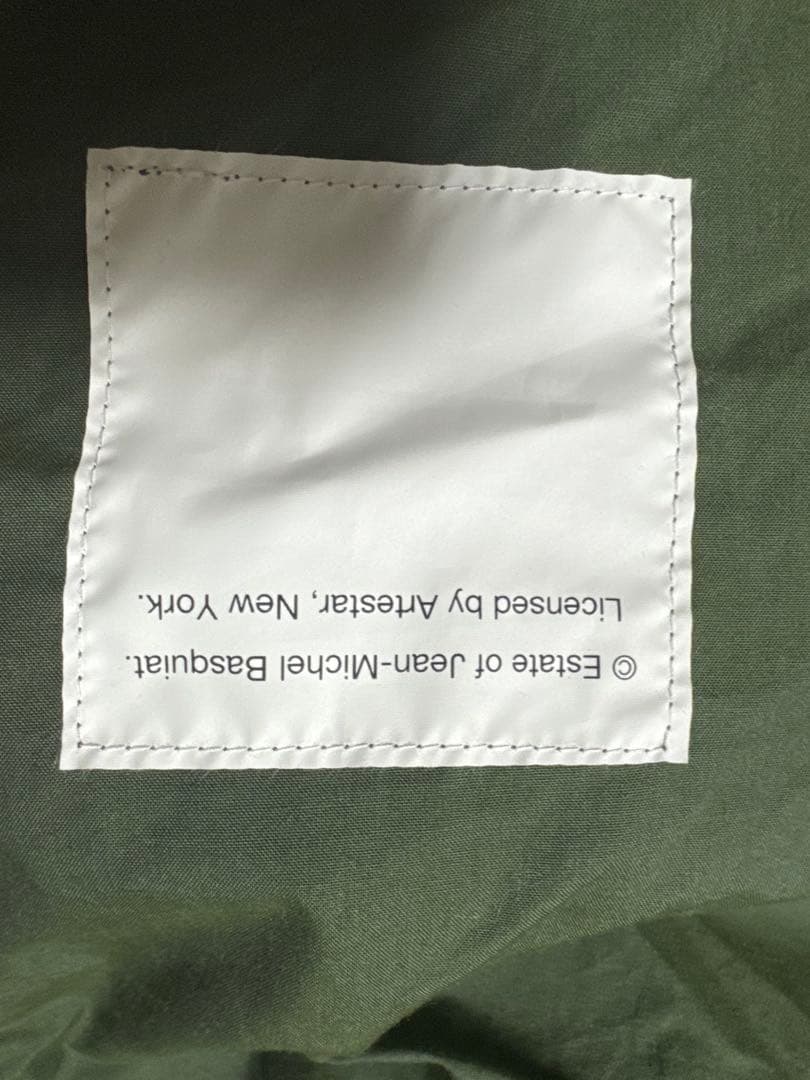 © Estate of Jean-Michel Basquiat.
Licensed by Artestar, New York.